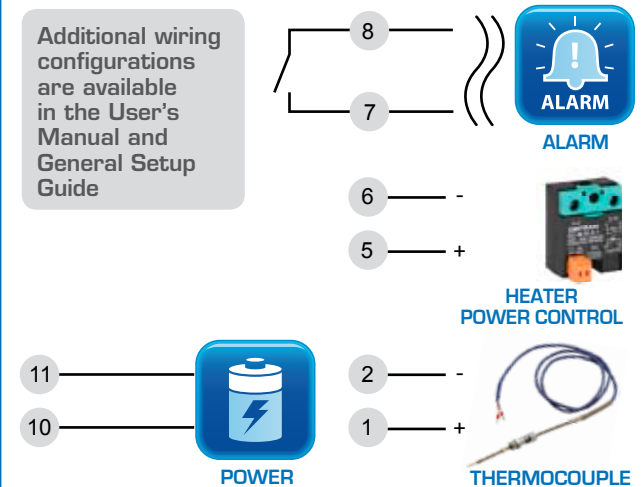 Additional wiring
configurations
are available
in the User's
Manual and
General Setup
Guide
8
7
ALARM
ALARM
6 -
5 +
HEATER
POWER CONTROL
11
10
POWER
2 -
1 +
THERMOCOUPLE